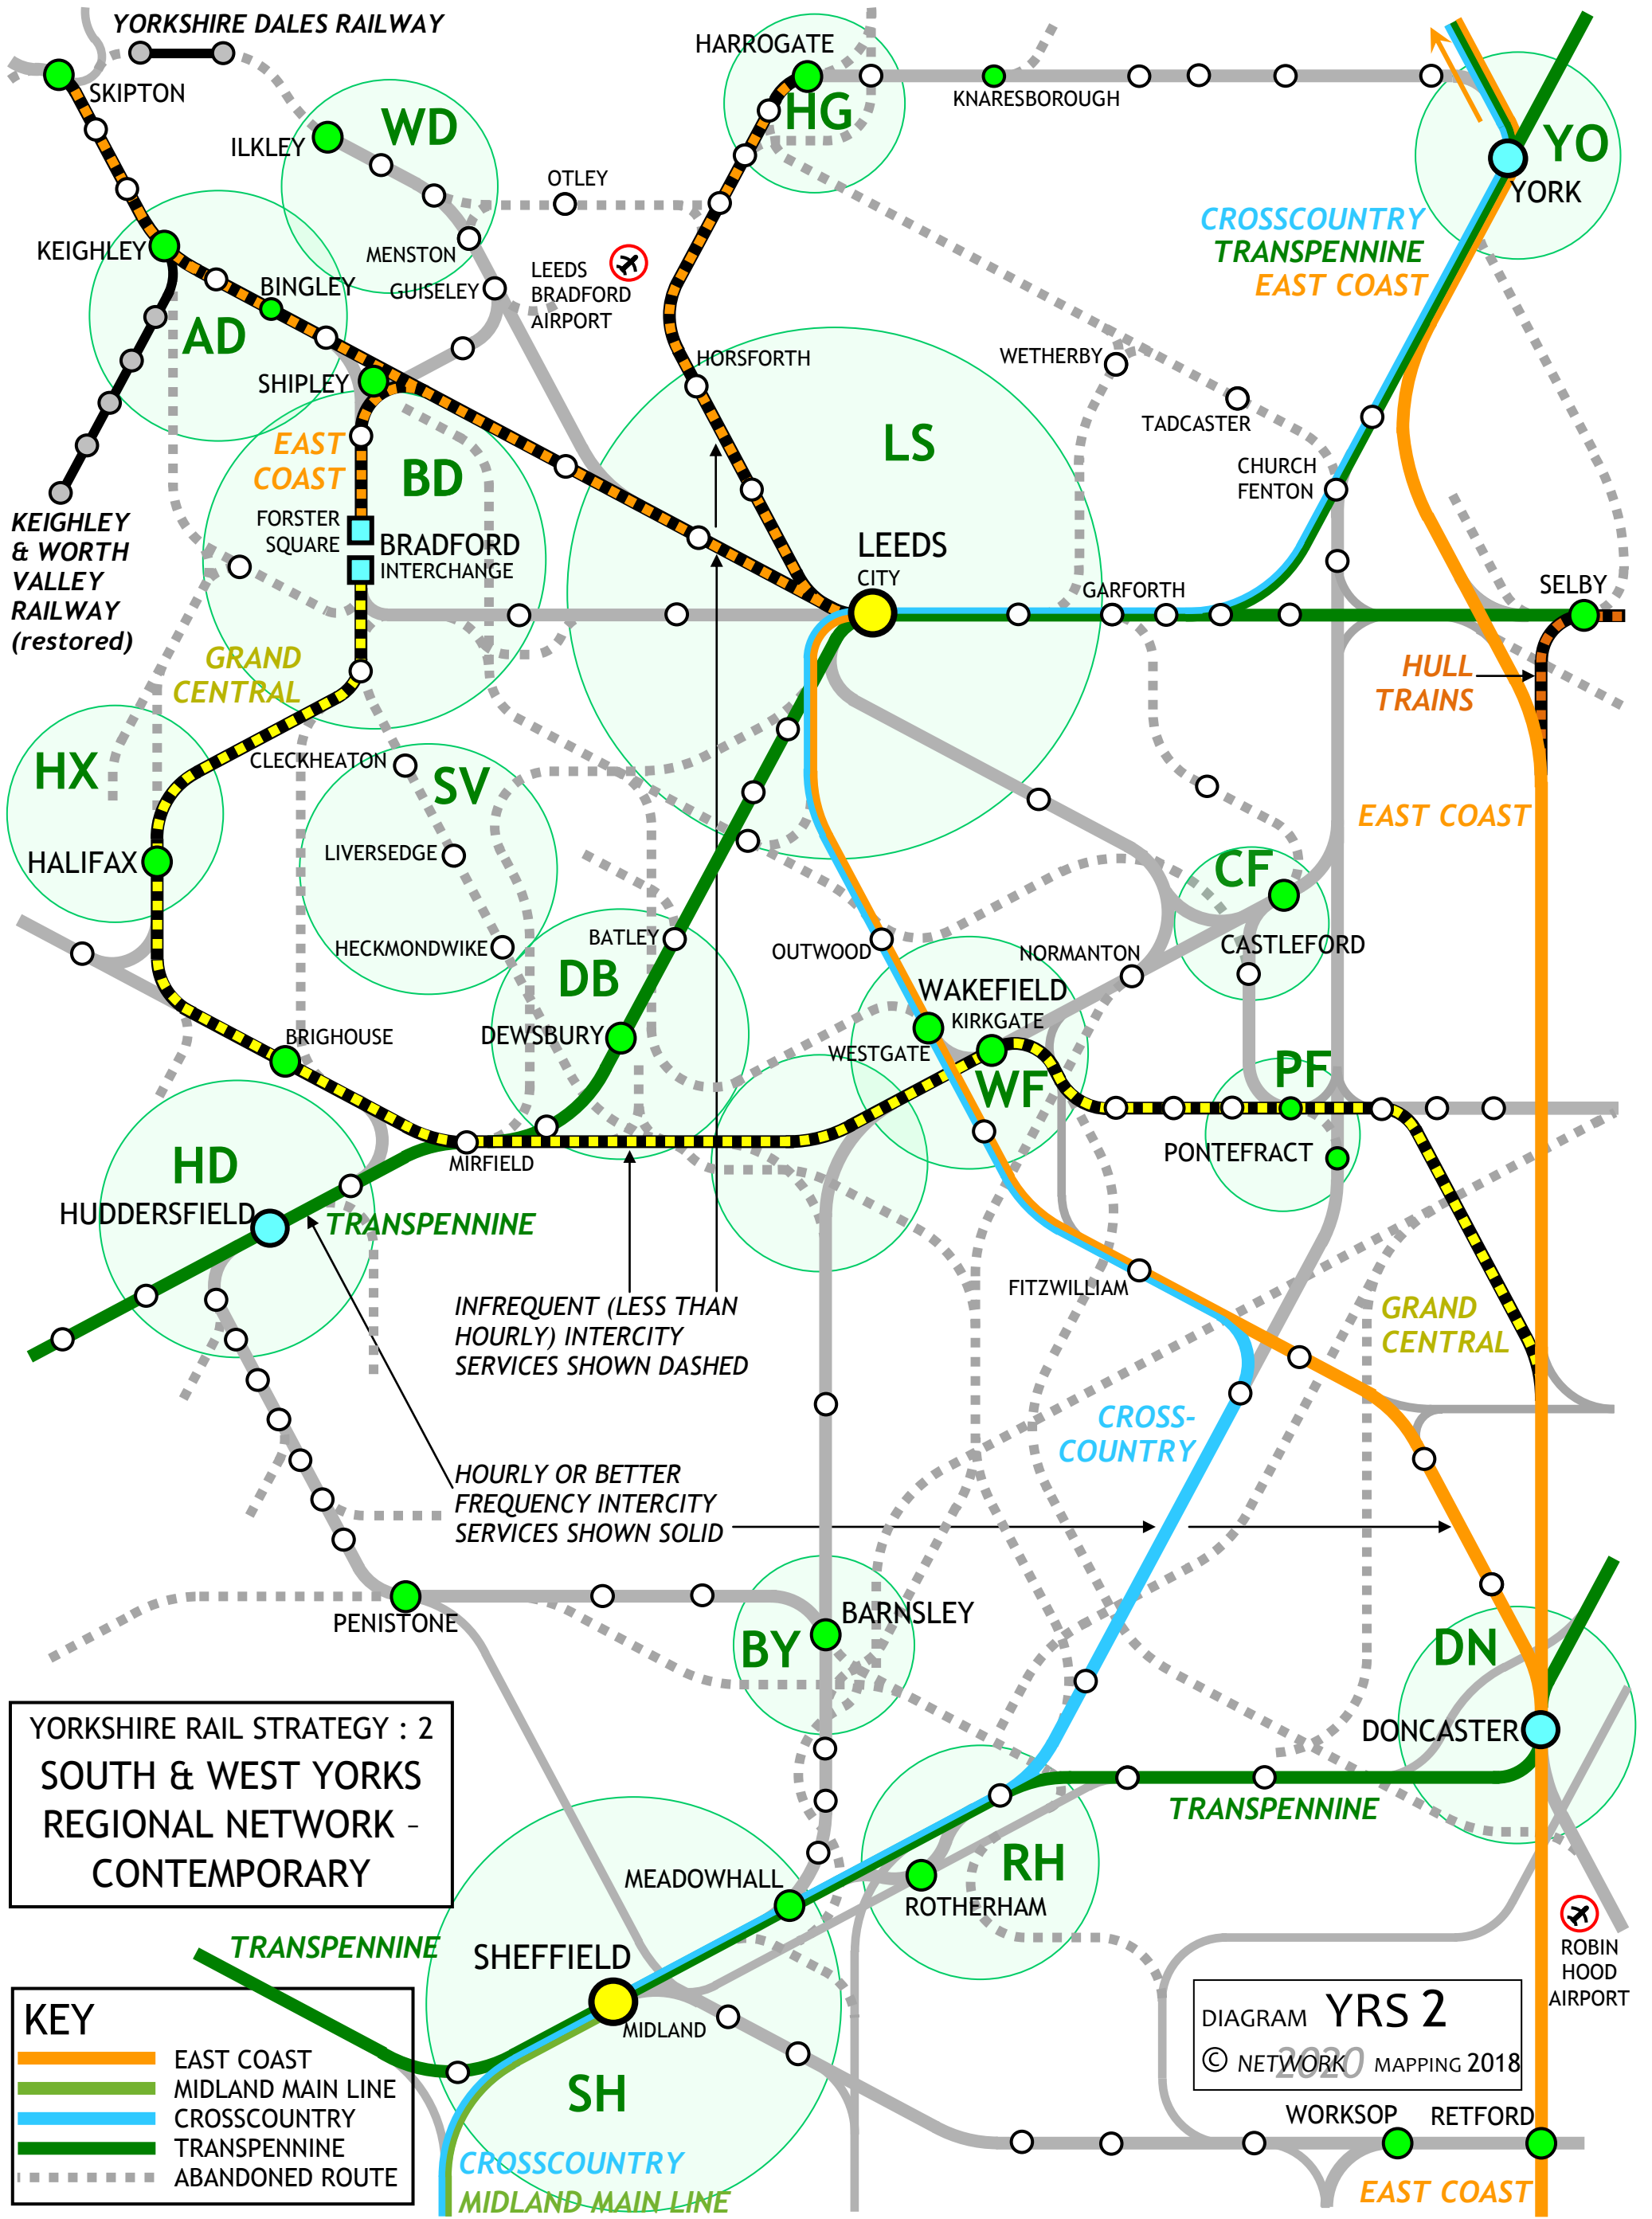 YORKSHIRE DALES RAILWAY
SKIPTON
ILKLEY
WD
HARROGATE
HG
KNARESBOROUGH
YO
YORK
OTLEY
KEIGHLEY
MENSTON
GUISELEY
LEEDS
BRADFORD
AIRPORT
CROSSCOUNTRY
TRANSPENNINE
EAST COAST
BINGLEY
AD
SHIPLEY
HORSFORTH
WETHERBY
TADCASTER
LS
EAST
COAST
BD
CHURCH
FENTON
KEIGHLEY
& WORTH
VALLEY
RAILWAY
(restored)
FORSTER
SQUARE
BRADFORD
INTERCHANGE
LEEDS
CITY
GARFORTH
SELBY
GRAND
CENTRAL
HULL
TRAINS
HX
CLECKHEATON
SV
EAST COAST
HALIFAX
LIVERSEDGE
CF
HECKMONDWIKE
BATLEY
DB
OUTWOOD
NORMANTON
CASTLEFORD
WAKEFIELD
KIRKGATE
WESTGATE
BRIGHOUSE
DEWSBURY
WF
PF
HD
MIRFIELD
PONTEFRACT
HUDDERSFIELD
TRANSPENNINE
FITZWILLIAM
INFREQUENT (LESS THAN
HOURLY) INTERCITY
SERVICES SHOWN DASHED
GRAND
CENTRAL
CROSS-
COUNTRY
HOURLY OR BETTER
FREQUENCY INTERCITY
SERVICES SHOWN SOLID
PENISTONE
BARNSLEY
BY
DN
DONCASTER
YORKSHIRE RAIL STRATEGY : 2
SOUTH & WEST YORKS
REGIONAL NETWORK -
CONTEMPORARY
TRANSPENNINE
MEADOWHALL
RH
ROTHERHAM
TRANSPENNINE
SHEFFIELD
MIDLAND
ROBIN
HOOD
AIRPORT
SH
KEY
EAST COAST
MIDLAND MAIN LINE
CROSSCOUNTRY
TRANSPENNINE
ABANDONED ROUTE
CROSSCOUNTRY
MIDLAND MAIN LINE
DIAGRAM YRS 2
© NETWORK 2020 MAPPING 2018
WORKSOP
RETFORD
EAST COAST